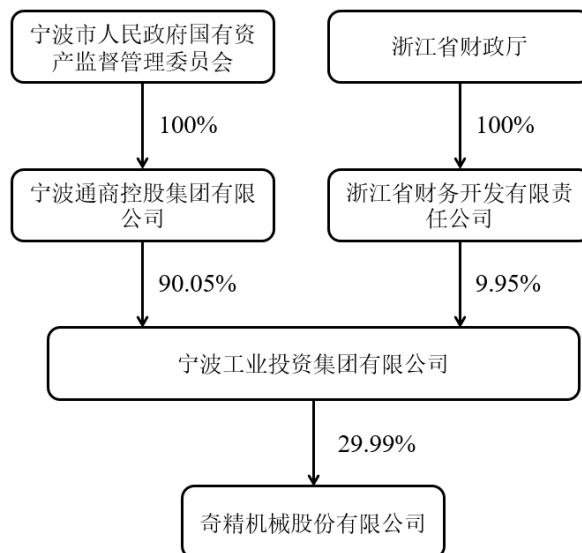 宁波市人民政府国有资
产监督管理委员会
浙江省财政厅
100%
100%
宁波通商控股集团有限
公司
浙江省财务开发有限责
任公司
90.05%
9.95%
宁波工业投资集团有限公司
29.99%
奇精机械股份有限公司